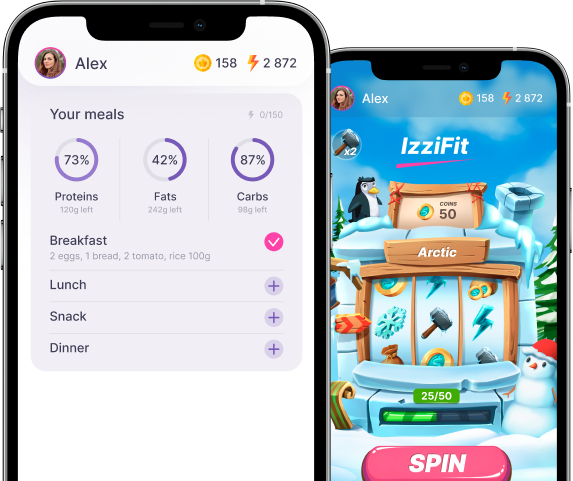 Alex
158
2 872
Your meals
0/150
73%
42%
87%
Proteins
Fats
Carbs
120g left
242g left
98g left
Breakfast
2 eggs, 1 bread, 2 tomato, rice 100g
Lunch
Snack
Dinner
Alex
158
2 872
x2
IzziFit
COINS
50
Arctic
25/50
SPIN